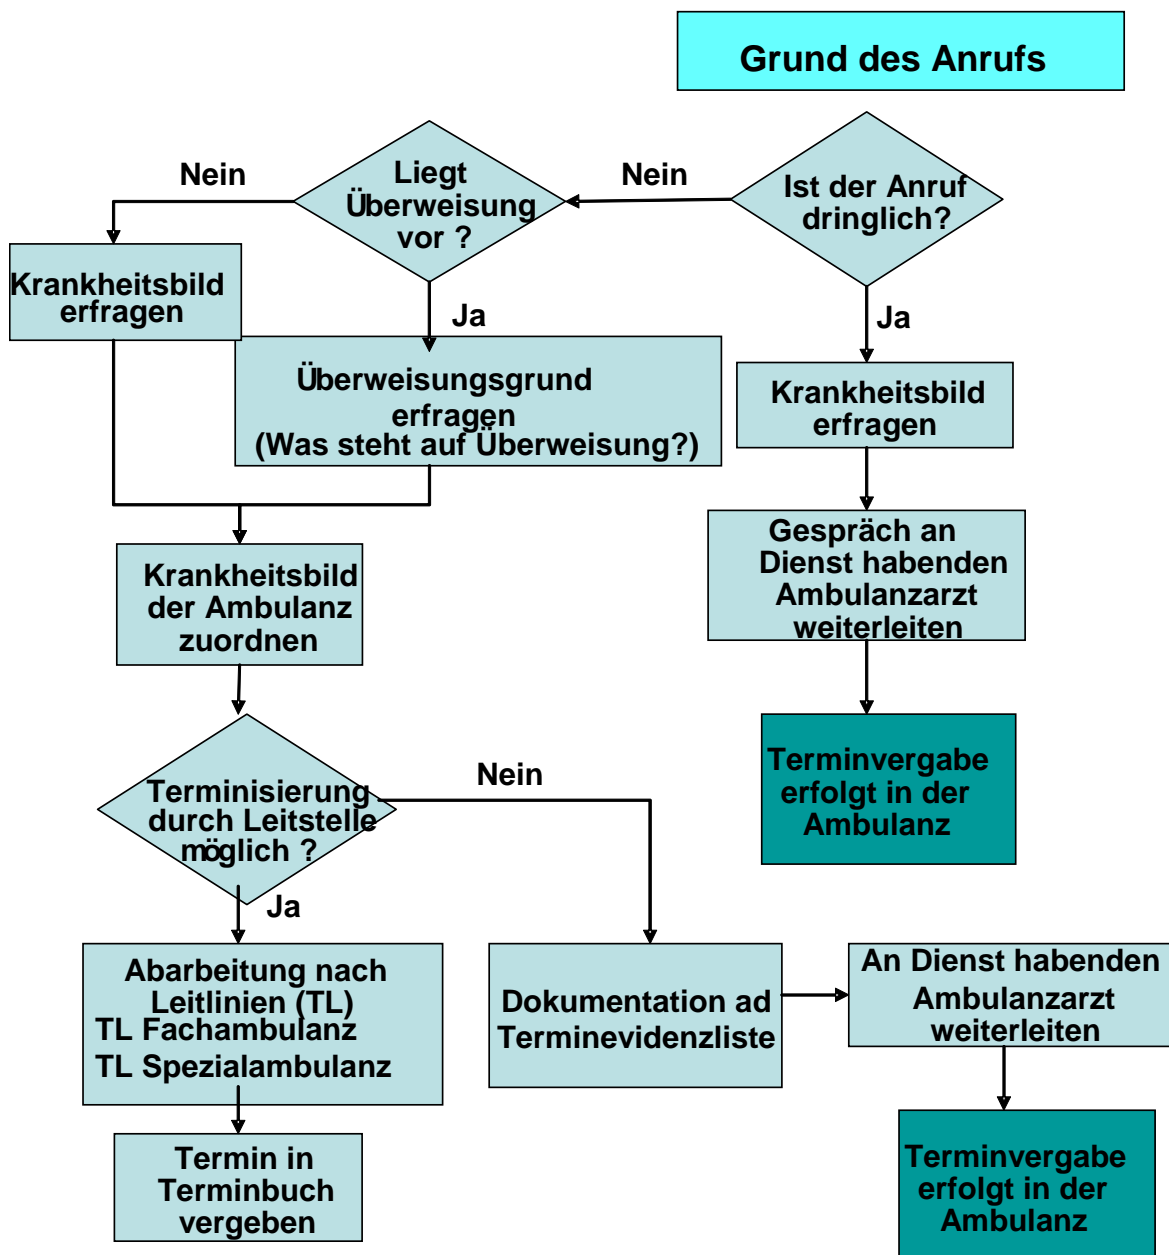 Grund des Anrufs
Ist der Anruf
dringlich?
Nein
Liegt
Überweisung
vor ?
Nein
Krankheitsbild
erfragen
Ja
Überweisungsgrund
erfragen
(Was steht auf Überweisung?)
Ja
Krankheitsbild
erfragen
Gespräch an
Dienst habenden
Ambulanzarzt
weiterleiten
Terminvergabe
erfolgt in der
Ambulanz
Krankheitsbild
der Ambulanz
zuordnen
Terminisierung
durch Leitstelle
möglich ?
Nein
Ja
Abarbeitung nach
Leitlinien (TL)
TL Fachambulanz
TL Spezialambulanz
Termin in
Terminbuch
vergeben
Dokumentation ad
Terminevidenzliste
An Dienst habenden
Ambulanzarzt
weiterleiten
Terminvergabe
erfolgt in der
Ambulanz